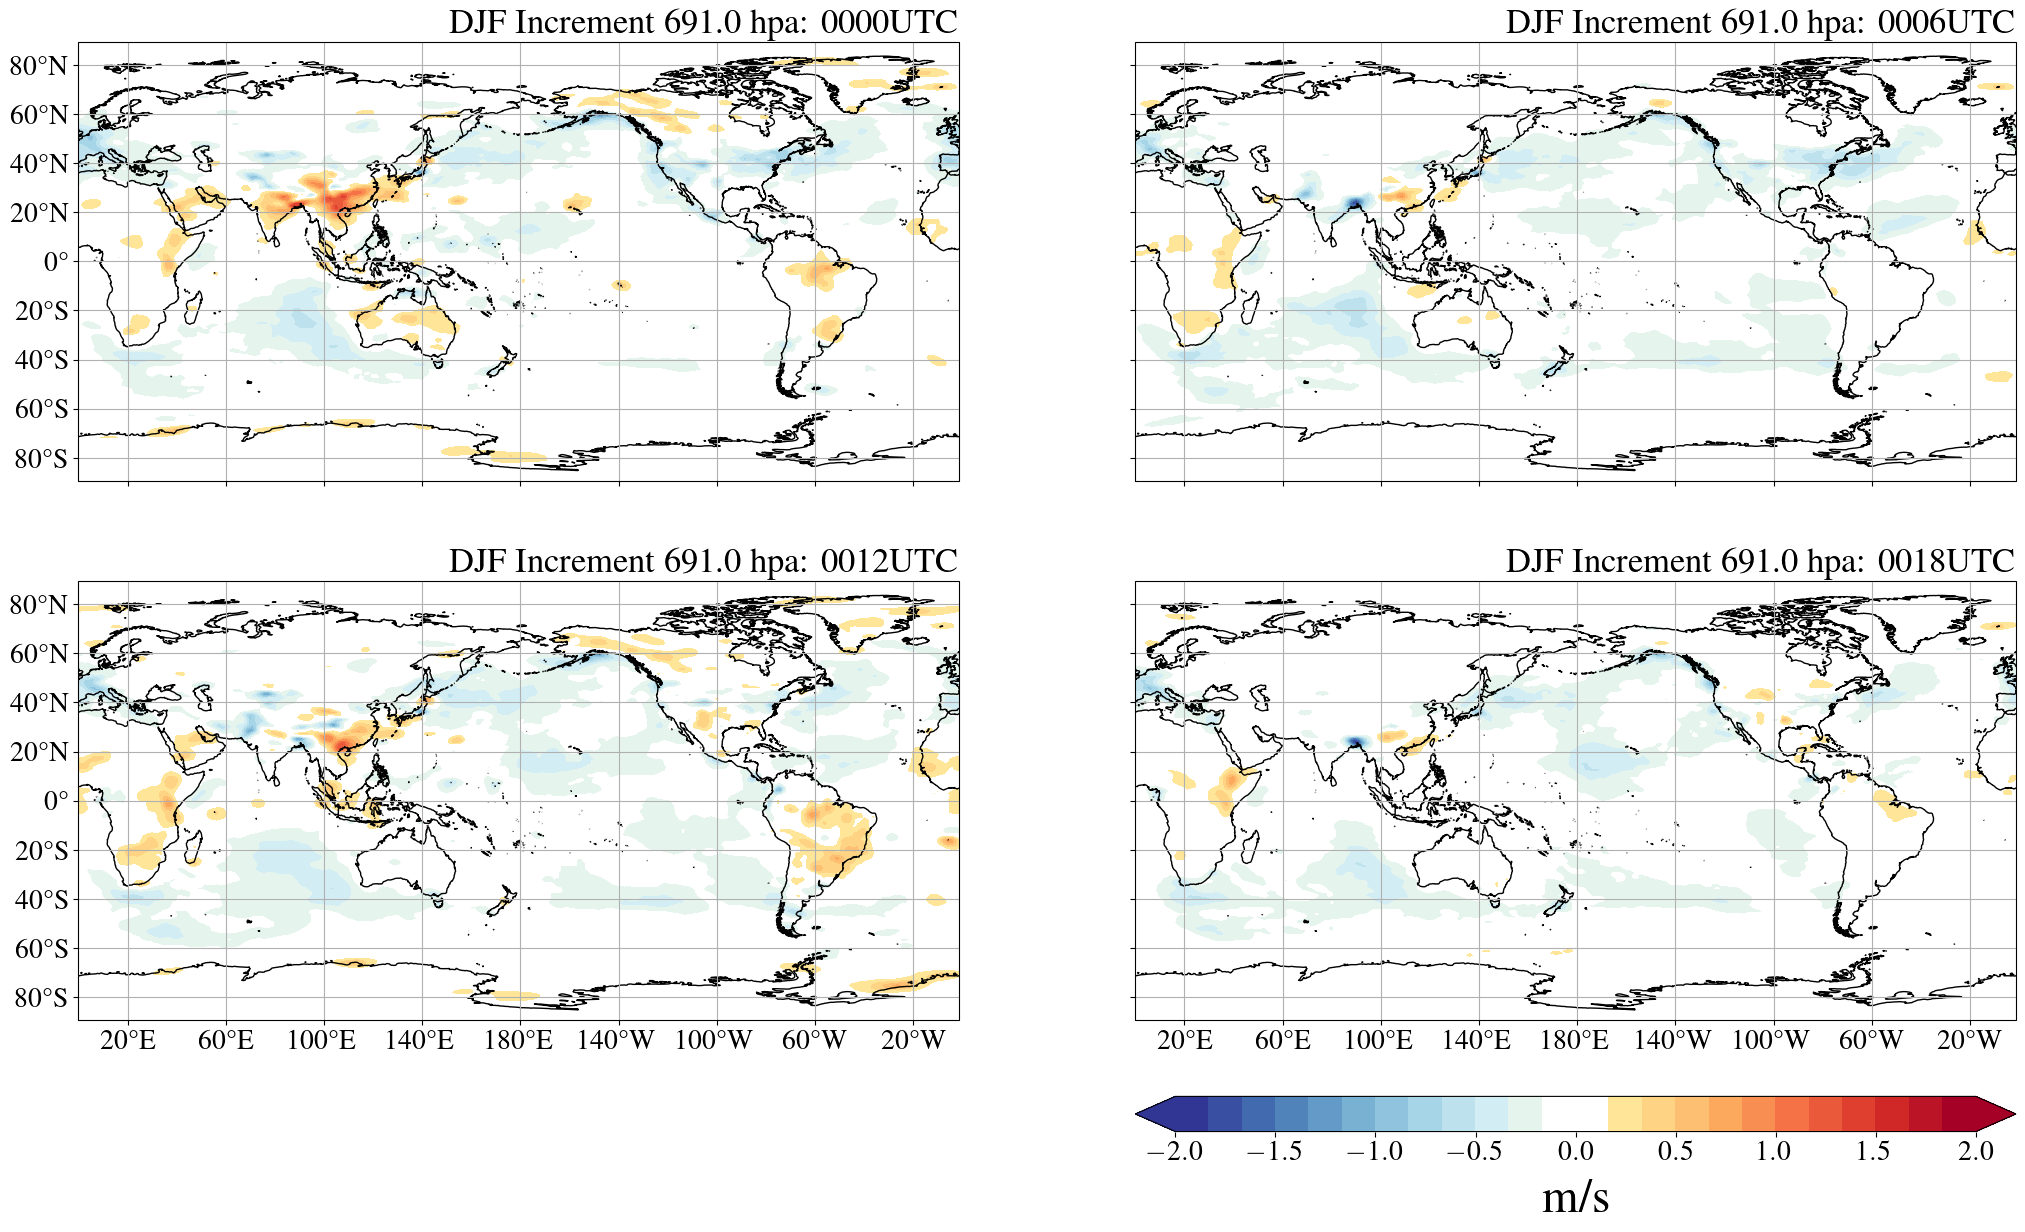 DJF Increment 691.0 hpa: 0000UTC
DJF Increment 691.0 hpa: 0006UTC
80°N
60°N
40°N
20°N
0°
20°S
40°S
60°S
80°S
DJF Increment 691.0 hpa: 0012UTC
DJF Increment 691.0 hpa: 0018UTC
80°N
60°N
40°N
20°N
0°
20°S
40°S
60°S
80°S
20°E 60°E 100°E 140°E 180°E 140°W 100°W 60°W 20°W
20°E 60°E 100°E 140°E 180°E 140°W 100°W 60°W 20°W
−2.0 −1.5 −1.0 −0.5 0.0 0.5 1.0 1.5 2.0
m/s